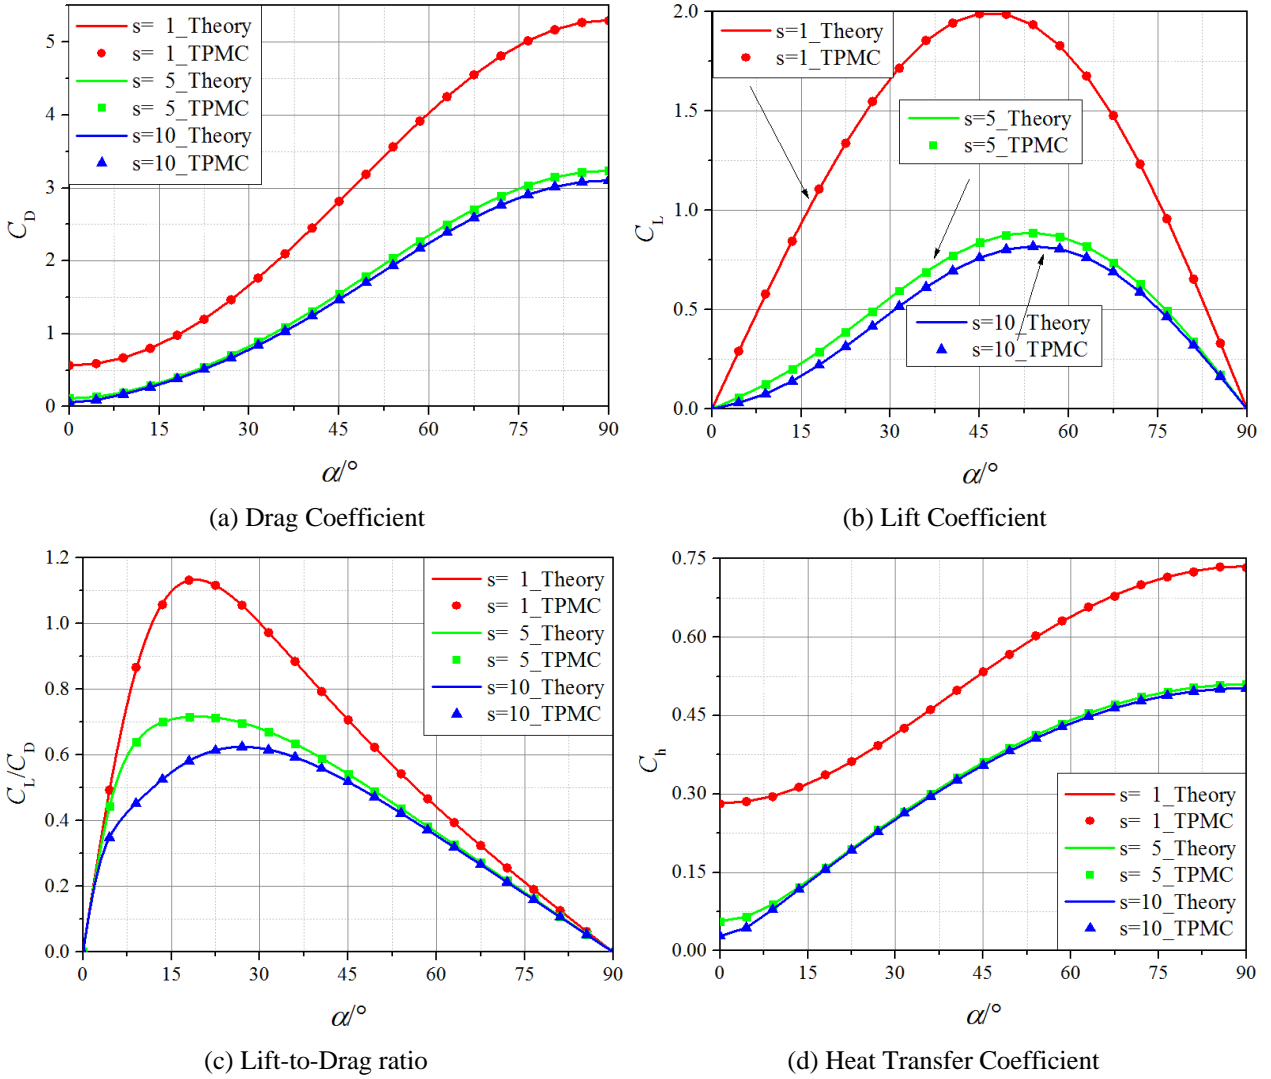 s= 1_Theory
s= 1_TPMC
s= 5_Theory
s= 5_TPMC
s=10_Theory
s=10_TPMC
5
4
3
2
1
0
C_D
0 15 30 45 60 75 90
α/°
(a) Drag Coefficient
2.0
1.5
1.0
0.5
0.0
C_L
s=1_Theory
s=1_TPMC
s=5_Theory
s=5_TPMC
s=10_Theory
s=10_TPMC
0 15 30 45 60 75 90
α/°
(b) Lift Coefficient
1.2
1.0
0.8
0.6
0.4
0.2
0.0
C_L/C_D
s= 1_Theory
s= 1_TPMC
s= 5_Theory
s= 5_TPMC
s=10_Theory
s=10_TPMC
0 15 30 45 60 75 90
α/°
(c) Lift-to-Drag ratio
0.75
0.60
0.45
0.30
0.15
0.00
C_h
s= 1_Theory
s= 1_TPMC
s= 5_Theory
s= 5_TPMC
s=10_Theory
s=10_TPMC
0 15 30 45 60 75 90
α/°
(d) Heat Transfer Coefficient